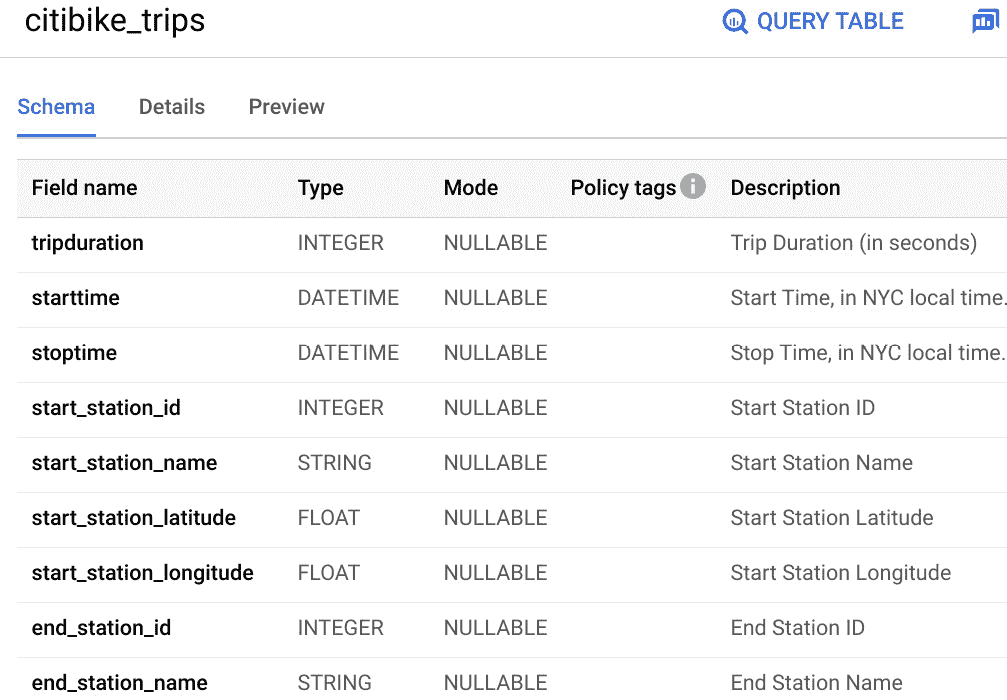 citibike_trips QUERY TABLE
Schema Details Preview
Field name Type Mode Policy tags Description
tripduration INTEGER NULLABLE Trip Duration (in seconds)
starttime DATETIME NULLABLE Start Time, in NYC local time.
stoptime DATETIME NULLABLE Stop Time, in NYC local time.
start_station_id INTEGER NULLABLE Start Station ID
start_station_name STRING NULLABLE Start Station Name
start_station_latitude FLOAT NULLABLE Start Station Latitude
start_station_longitude FLOAT NULLABLE Start Station Longitude
end_station_id INTEGER NULLABLE End Station ID
end_station_name STRING NULLABLE End Station Name